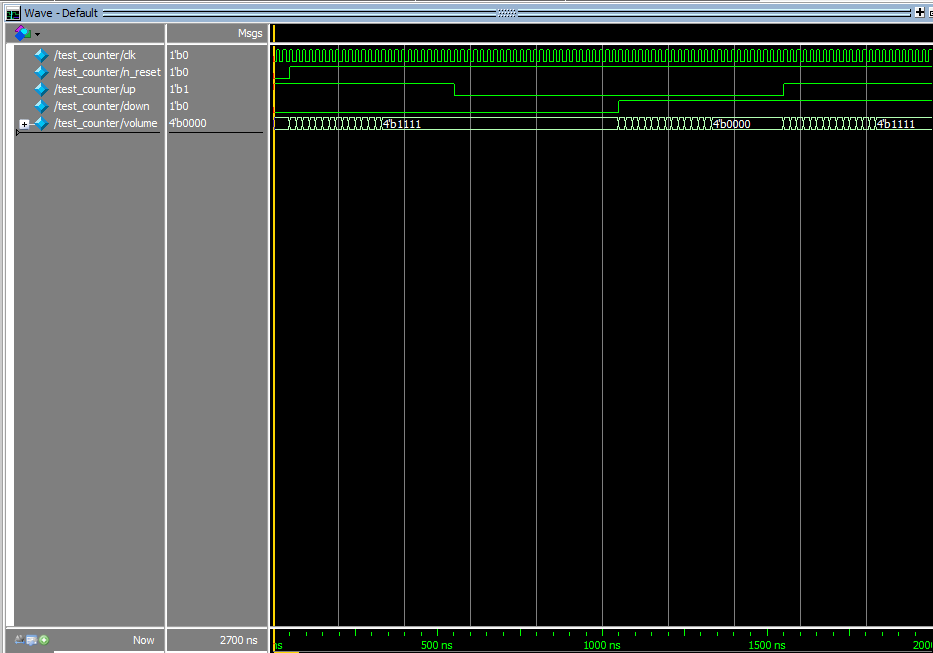 Wave - Default
Msgs
/test_counter/clk 1'b0
/test_counter/n_reset 1'b0
/test_counter/up 1'b1
/test_counter/down 1'b0
/test_counter/volume 4'b0000 4'b1111 4'b0000 4'b1111
Now 2700 ns
ns 500 ns 1000 ns 1500 ns 200